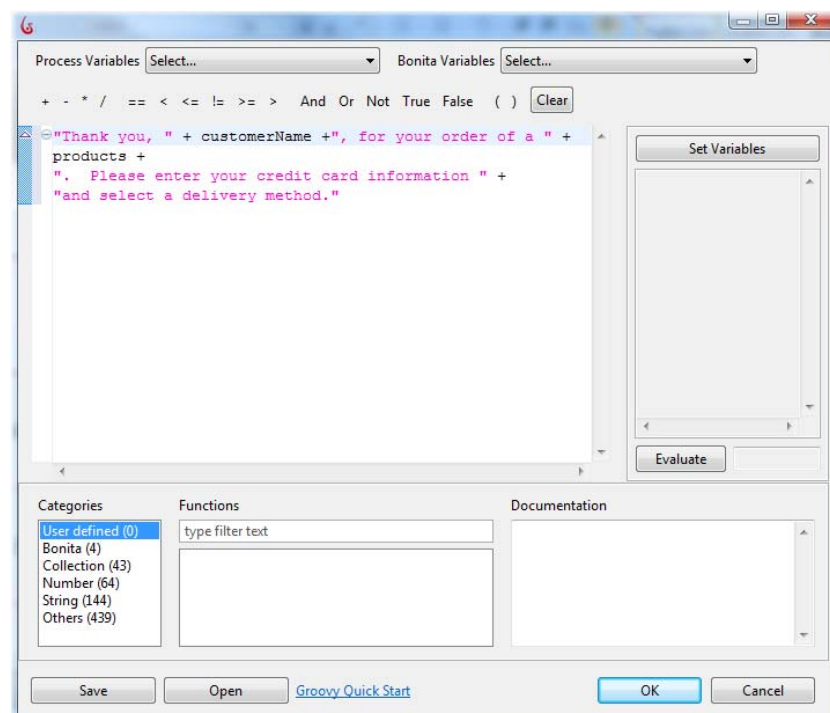 Process Variables Select... Bonita Variables Select...
+ - * / == < <= != >= > And Or Not True False ( ) Clear
"Thank you, " + customerName +", for your order of a " +
products +
". Please enter your credit card information " +
"and select a delivery method."
Set Variables
Evaluate
Categories Functions Documentation
User defined (0) type filter text
Bonita (4)
Collection (43)
Number (64)
String (144)
Others (439)
Save Open Groovy Quick Start OK Cancel